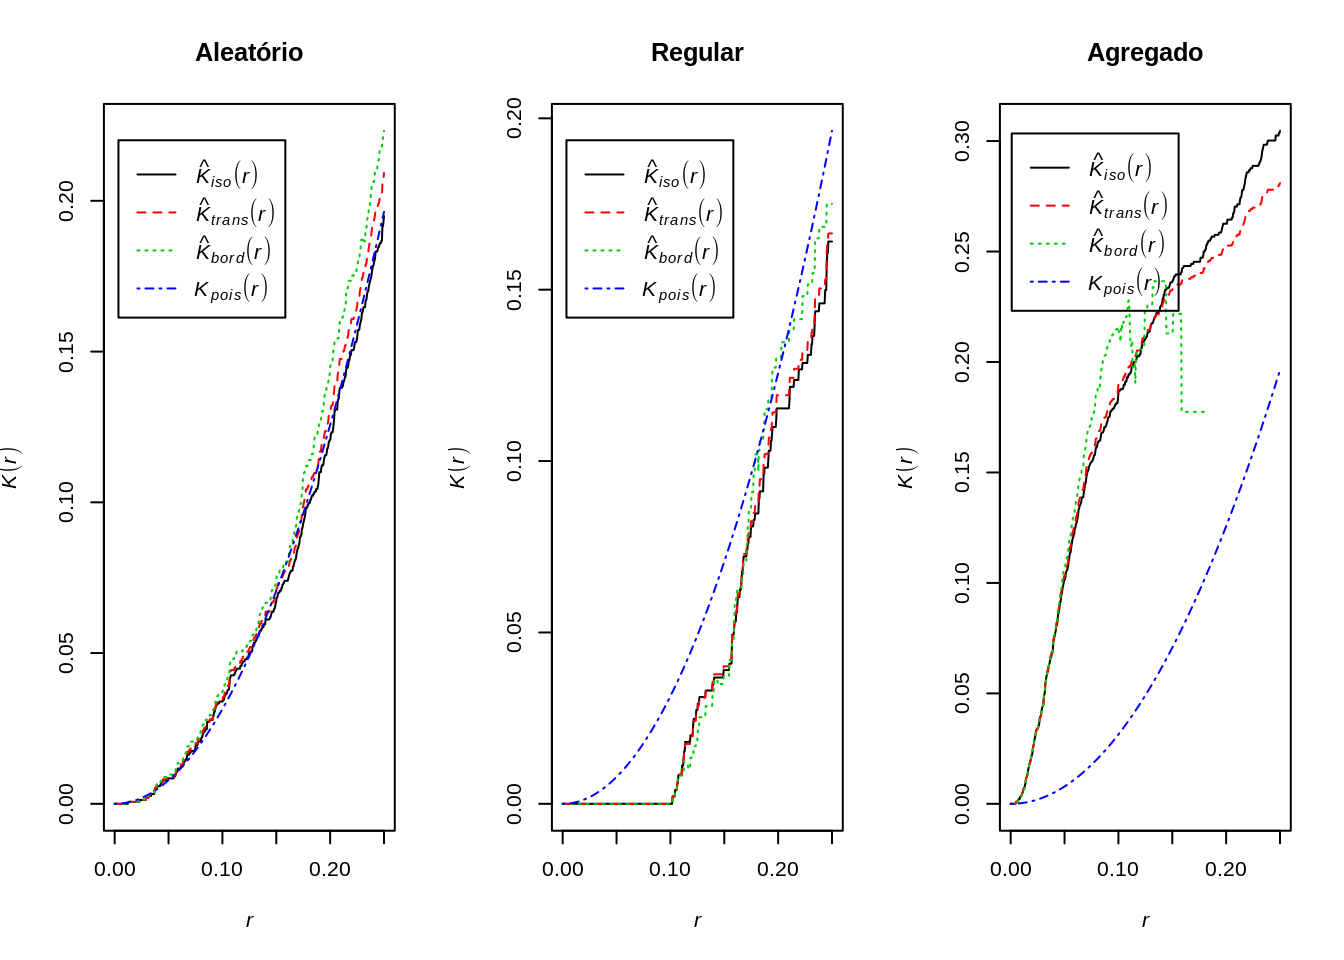 Aleatório
K̂iso(r)
K̂trans(r)
K̂bord(r)
Kpois(r)
K(r)
0.00
0.05
0.10
0.15
0.20
0.00 0.10 0.20
r
Regular
K̂iso(r)
K̂trans(r)
K̂bord(r)
Kpois(r)
K(r)
0.00
0.05
0.10
0.15
0.20
0.00 0.10 0.20
r
Agregado
K̂iso(r)
K̂trans(r)
K̂bord(r)
Kpois(r)
K(r)
0.00
0.05
0.10
0.15
0.20
0.25
0.30
0.00 0.10 0.20
r